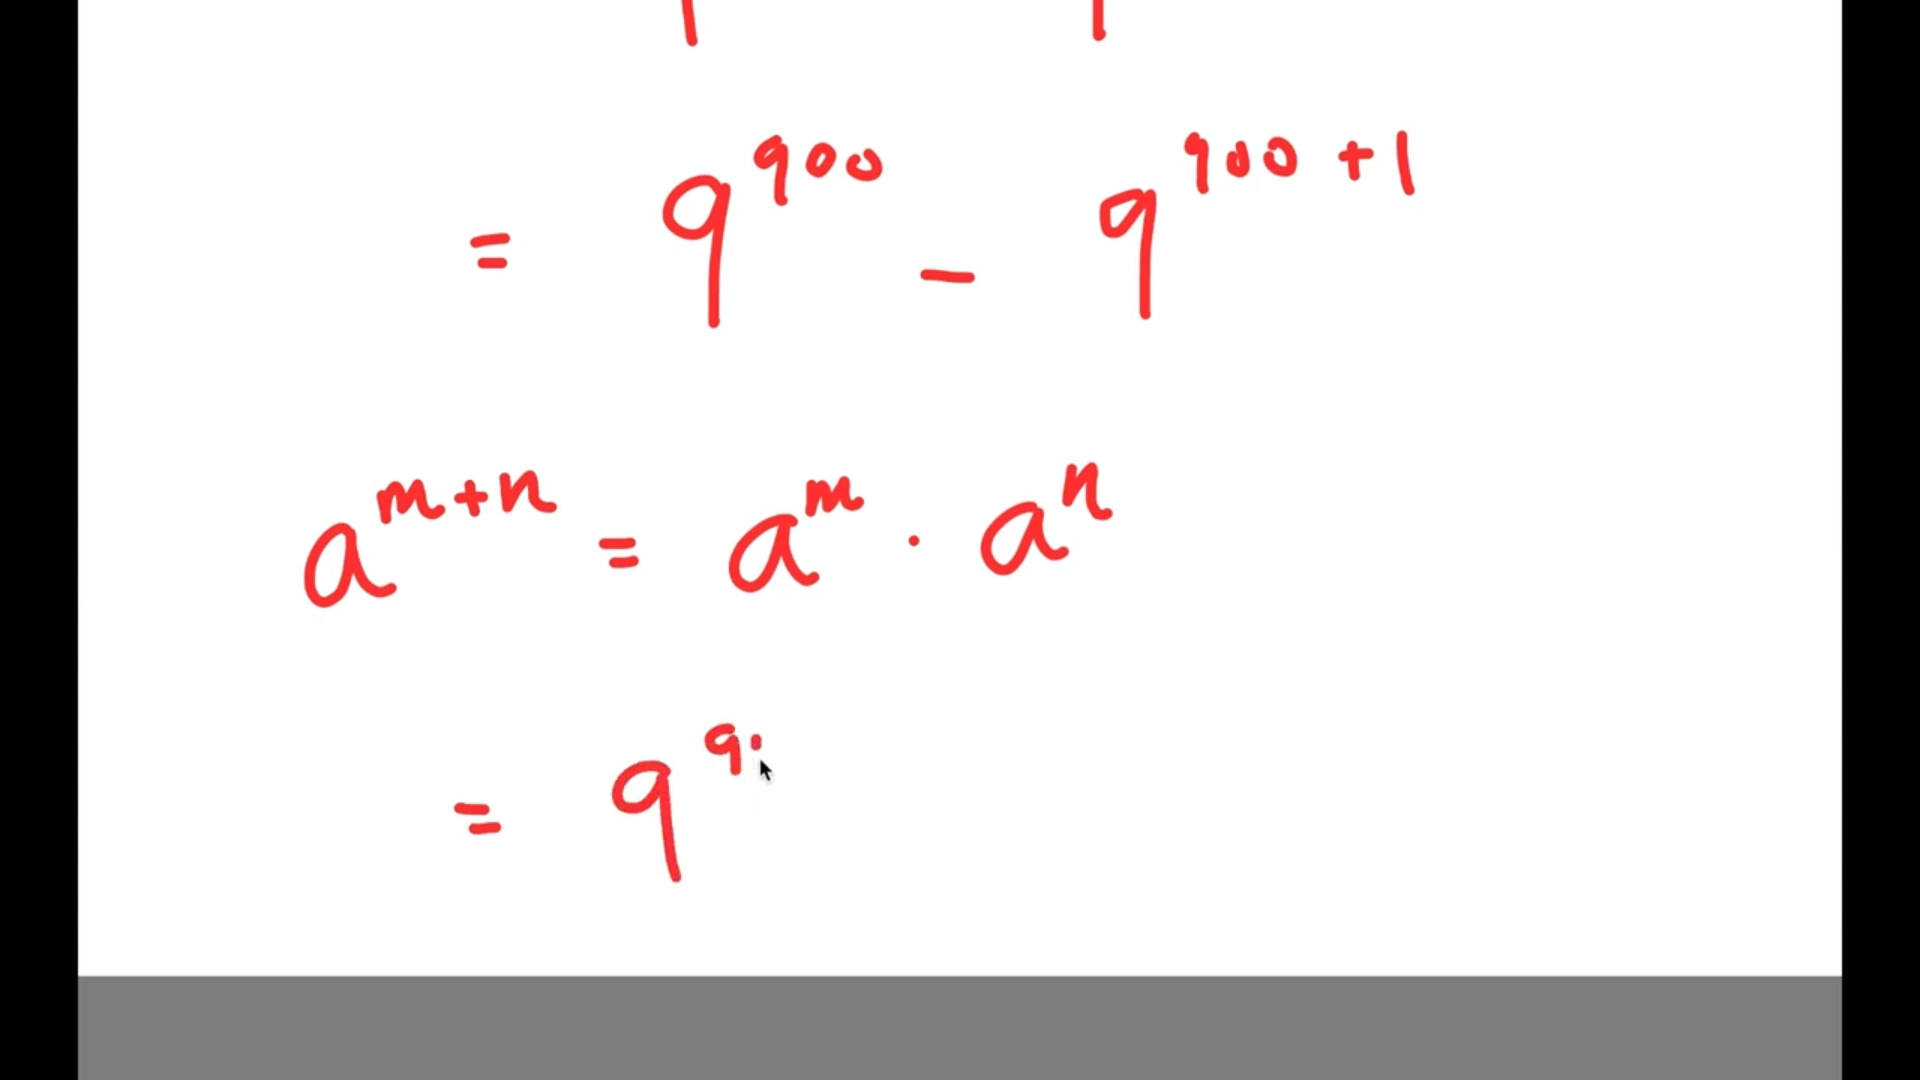 = 9^900 - 9^900+1
a^m+n = a^m · a^n
= 9^9